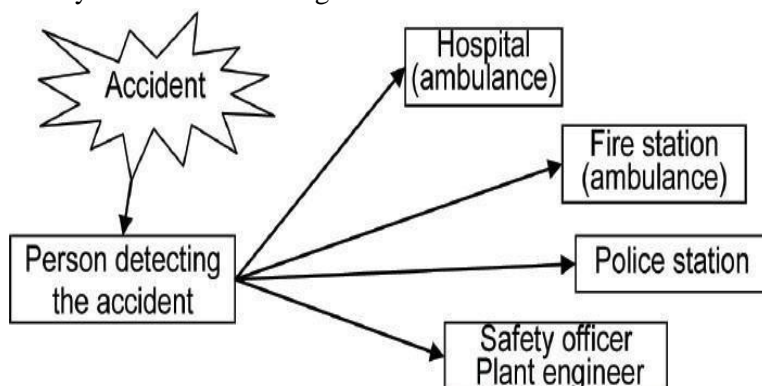 Accident
Hospital
(ambulance)
Fire station
(ambulance)
Person detecting
the accident
Police station
Safety officer
Plant engineer